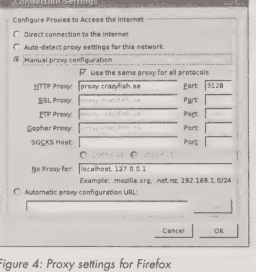 Connection Settings
Configure Proxies to Access the Internet
Direct connection to the Internet
Auto-detect proxy settings for this network
Manual proxy configuration
Use the same proxy for all protocols
HTTP Proxy: proxy.crazyfish.se Port: 3128
SSL Proxy: Port:
FTP Proxy: Port:
Gopher Proxy: Port:
SOCKS Host: Port:
No Proxy for: localhost, 127.0.0.1
Example: .mozilla.org, .net.nz, 192.168.1.0/24
Automatic proxy configuration URL:
Cancel OK
Figure 4: Proxy settings for Firefox